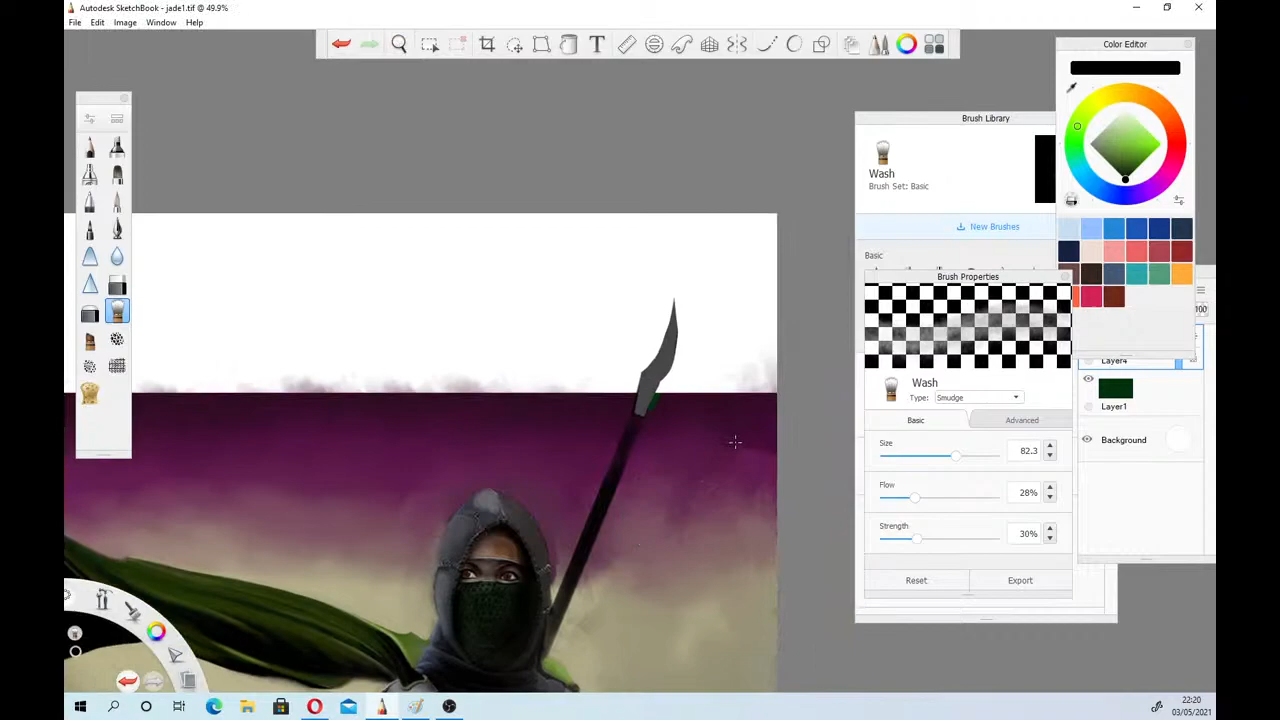 Autodesk SketchBook - jade1.tif @ 49.9%
File Edit Image Window Help
T
Color Editor
Brush Library
Wash
Brush Set: Basic
New Brushes
Basic
Brush Properties
100
Wash
Type: Smudge
Basic Advanced
Size
82.3
Flow
28%
Strength
30%
Reset Export
Layer4
Layer1
Background
22:20
03/05/2021